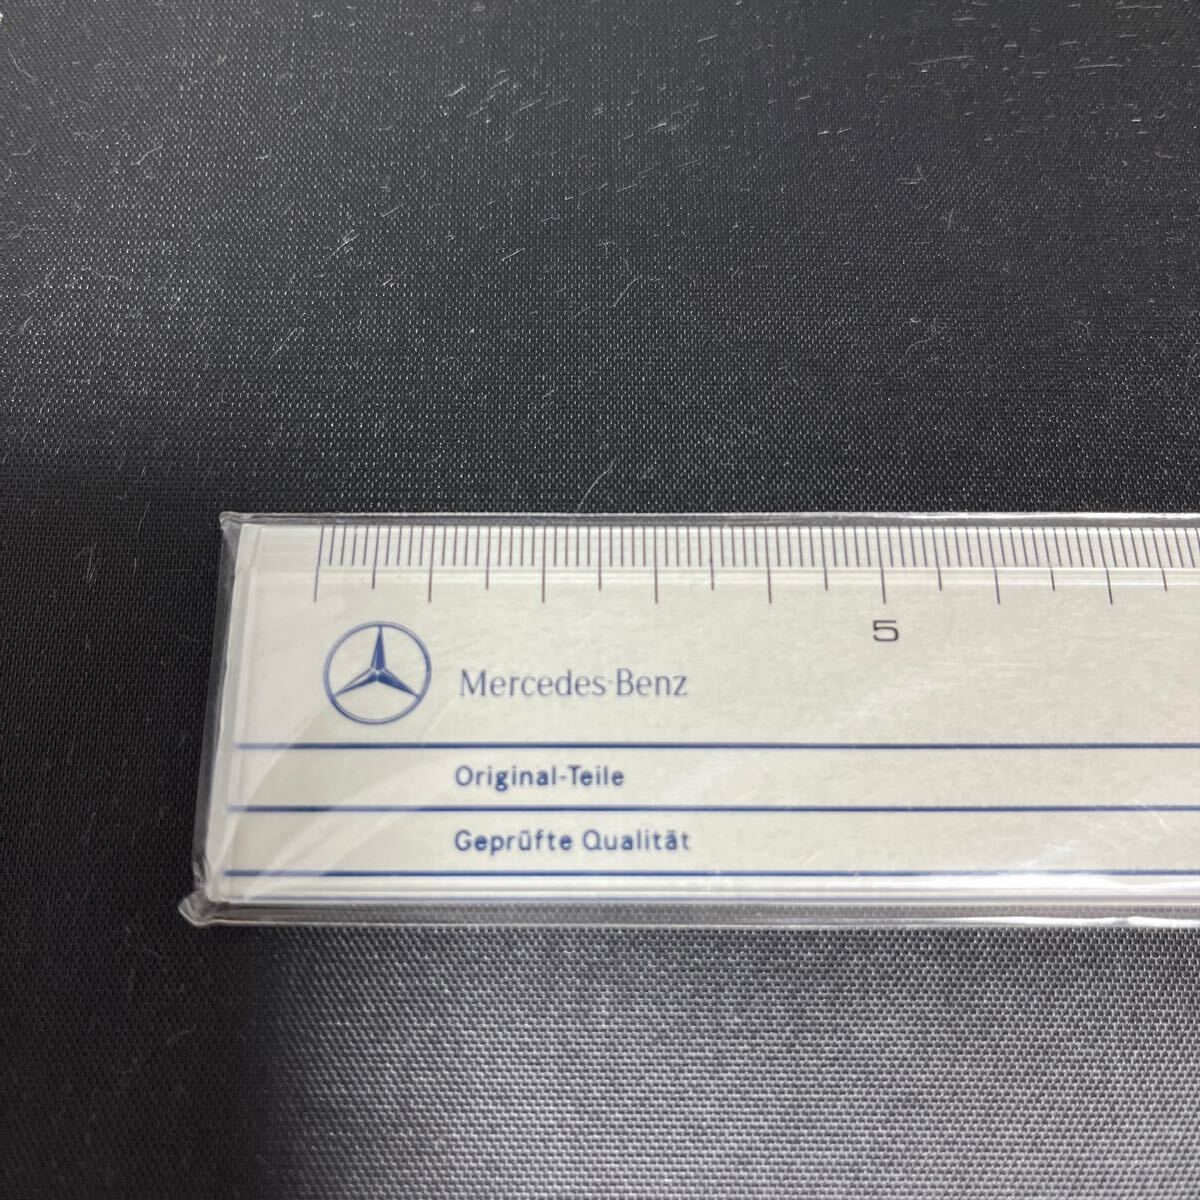 5
Mercedes-Benz
Original-Teile
Geprüfte Qualität